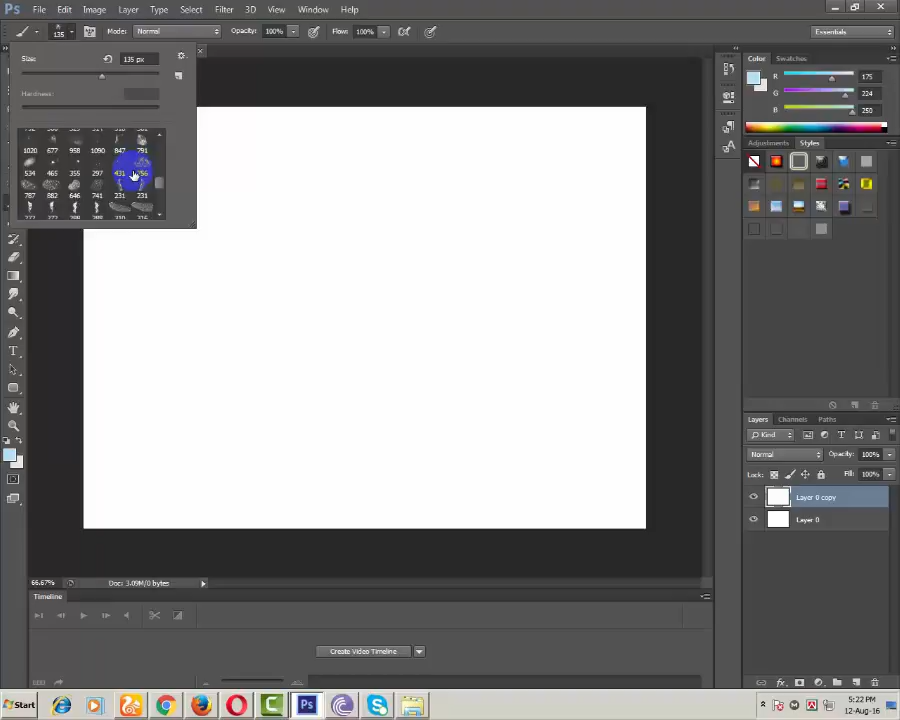 Ps File Edit Image Layer Type Select Filter 3D View Window Help
135 Mode: Normal Opacity: 100% Flow: 100% Essentials
Size: 135 px
Hardness:
1020 677 958 1090 847 791
534 465 355 297 431 756
787 882 646 741 231 231
Color Swatches
R 175
G 224
B 250
Adjustments Styles
Layers Channels Paths
Kind
Normal Opacity: 100%
Lock: Fill: 100%
Layer 0 copy
Layer 0
66.67% Doc: 3.09M/0 bytes
Timeline
Create Video Timeline
Start Ps 5:22 PM
12-Aug-16